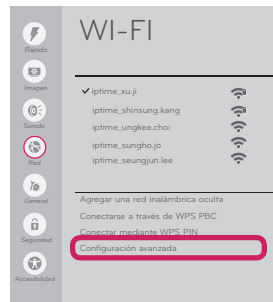 WI-FI
Rápido
Imagen
Sonido
Red
General
Seguridad
Accesibilidad
✓ iptime_xu.ji
iptime_shinsung.kang
iptime_ungkee.choi
iptime_sungho.jo
iptime_seungjun.lee
Agregar una red inalámbrica oculta
Conectarse a través de WPS PBC
Conectar mediante WPS PIN
Configuración avanzada